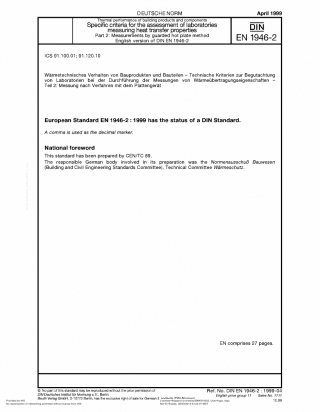 DEUTSCHE NORM
April 1999
Thermal performance of building products and components
Specific criteria for the assessment of laboratories
measuring heat transfer properties
Part 2: Measurements by guarded hot plate method
English version of DIN EN 1946-2
DIN
EN 1946-2
ICS 91.100.01; 91.120.10
Wärmetechnisches Verhalten von Bauprodukten und Bauteilen – Technische Kriterien zur Begutachtung
von Laboratorien bei der Durchführung der Messungen von Wärmeübertragungseigenschaften –
Teil 2: Messung nach Verfahren mit dem Plattengerät
European Standard EN 1946-2 : 1999 has the status of a DIN Standard.
A comma is used as the decimal marker.
National foreword
This standard has been prepared by CEN/TC 89.
The responsible German body involved in its preparation was the Normenausschuß Bauwesen
(Building and Civil Engineering Standards Committee), Technical Committee Wärmeschutz.
EN comprises 27 pages.
© No part of this standard may be reproduced without the prior permission of
DIN Deutsches Institut für Normung e.V., Berlin.
Beuth Verlag GmbH, D-10772 Berlin, has the exclusive right of sale for German
Ref. No. DIN EN 1946-2 : 1999-04
English price group 11